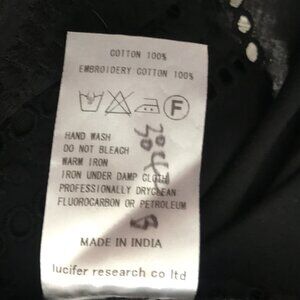 COTTON 100%
EMBROIDERY COTTON 100%
F
HAND WASH
DO NOT BLEACH
WARM IRON
IRON UNDER DAMP CLOTH
PROFESSIONALLY DRYCLEAN
FLUOROCARBON OR PETROLEUM
MADE IN INDIA
lucifer research co ltd